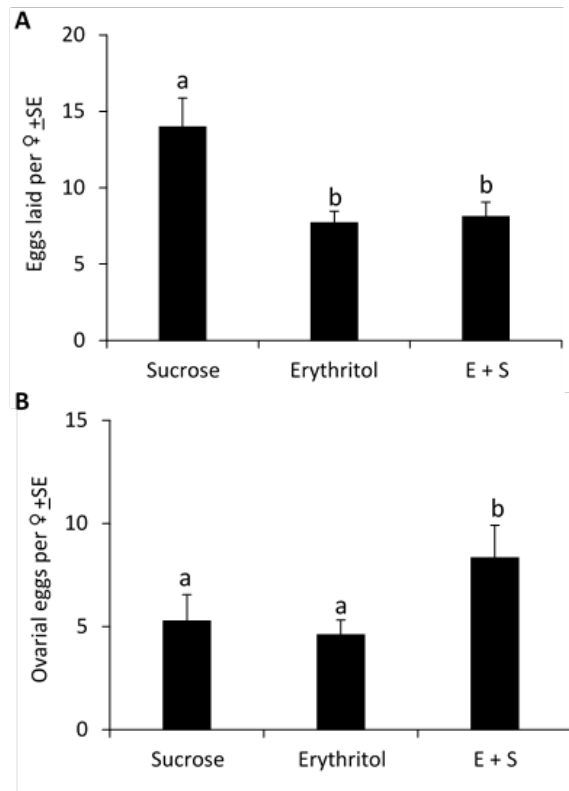 A
Eggs laid per ♀ ±SE
20
15
10
5
0
a
b
b
Sucrose Erythritol E + S
B
Ovarial eggs per ♀ ±SE
15
10
5
0
a
a
b
Sucrose Erythritol E + S